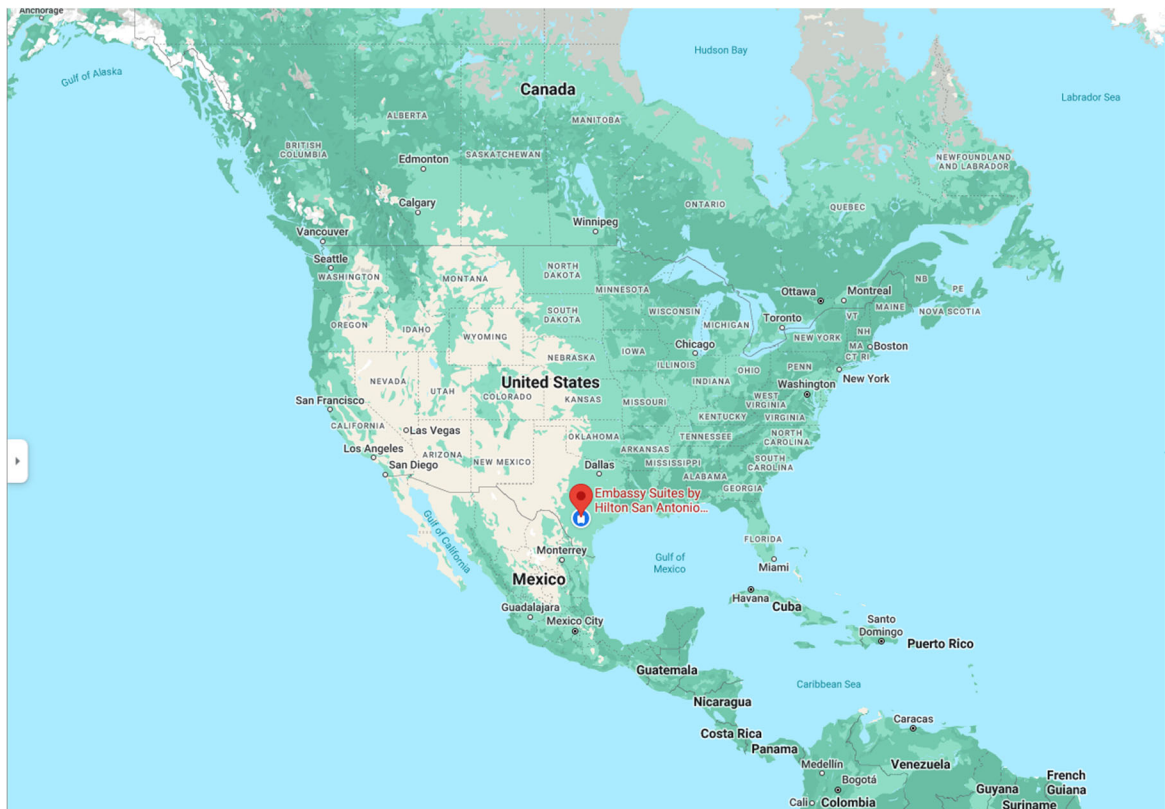 Anchorage
Gulf of Alaska
Hudson Bay
Labrador Sea
Canada
ALBERTA
MANITOBA
BRITISH
COLUMBIA
Edmonton
SASKATCHEWAN
NEWFOUNDLAND
AND LABRADOR
Calgary
ONTARIO
QUEBEC
Winnipeg
Vancouver
Seattle
WASHINGTON
MONTANA
NORTH
DAKOTA
MINNESOTA
Ottawa
Montreal
NB
PE
MAINE
NOVA SCOTIA
OREGON
IDAHO
SOUTH
DAKOTA
WISCONSIN
MICHIGAN
Toronto
VT
NH
WYOMING
NEW YORK
MA
Boston
CT RI
Chicago
IOWA
NEBRASKA
ILLINOIS
OHIO
PENN
NEVADA
UTAH
COLORADO
United States
KANSAS
INDIANA
Washington
New York
San Francisco
MISSOURI
WEST
VIRGINIA
KENTUCKY
VIRGINIA
CALIFORNIA
Las Vegas
OKLAHOMA
TENNESSEE
NORTH
CAROLINA
Los Angeles
ARIZONA
NEW MEXICO
ARKANSAS
MISSISSIPPI
SOUTH
CAROLINA
San Diego
Dallas
ALABAMA
GEORGIA
Embassy Suites by
Hilton San Antonio...
Gulf of California
Monterrey
Gulf of
Mexico
FLORIDA
Miami
Mexico
Havana
Cuba
Guadalajara
Mexico City
Santo
Domingo
Puerto Rico
Guatemala
Caribbean Sea
Nicaragua
Costa Rica
Caracas
Panama
Medellín
Venezuela
Bogotá
French
Guiana
Guyana
Cali
Colombia
Suriname